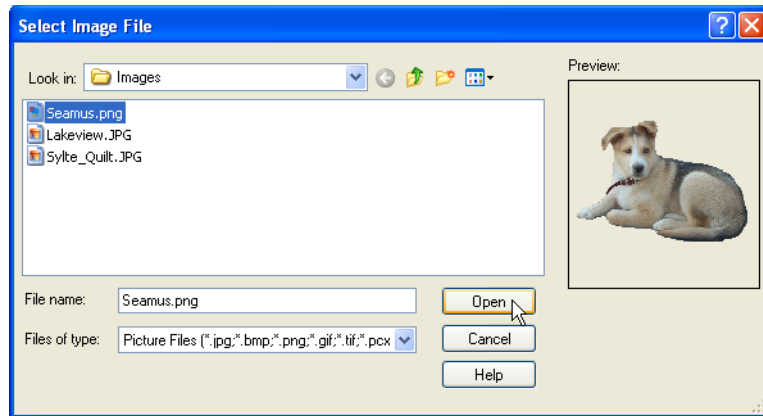 Select Image File
Look in: Images
Preview:
Seamus.png
Lakeview.JPG
Sylte_Quilt.JPG
File name: Seamus.png Open
Files of type: Picture Files (*.jpg;*.bmp;*.png;*.gif;*.tif;*.pcx Cancel
Help